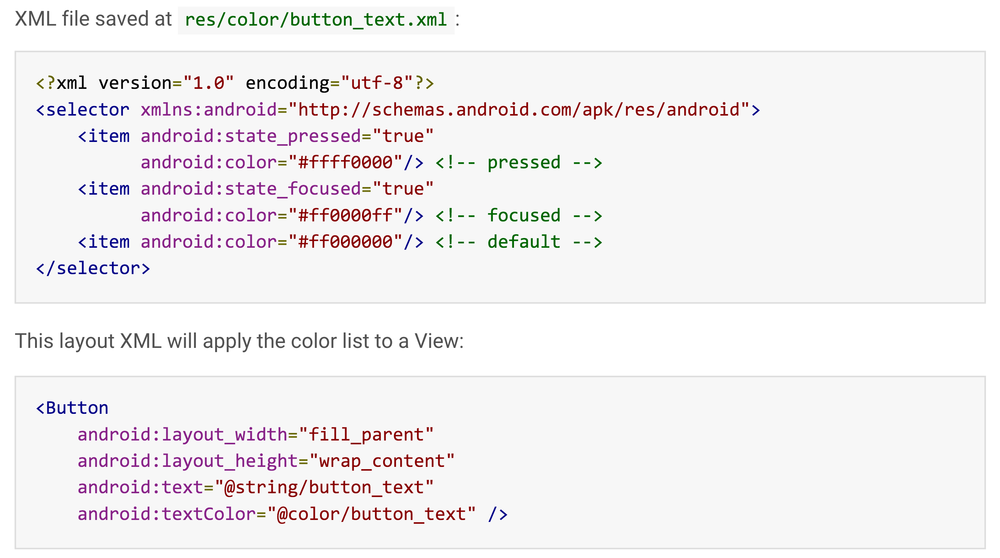 XML file saved at res/color/button_text.xml:
<?xml version="1.0" encoding="utf-8"?>
<selector xmlns:android="http://schemas.android.com/apk/res/android">
    <item android:state_pressed="true"
          android:color="#ffff0000"/> <!-- pressed -->
    <item android:state_focused="true"
          android:color="#ff0000ff"/> <!-- focused -->
    <item android:color="#ff000000"/> <!-- default -->
</selector>
This layout XML will apply the color list to a View:
<Button
    android:layout_width="fill_parent"
    android:layout_height="wrap_content"
    android:text="@string/button_text"
    android:textColor="@color/button_text" />